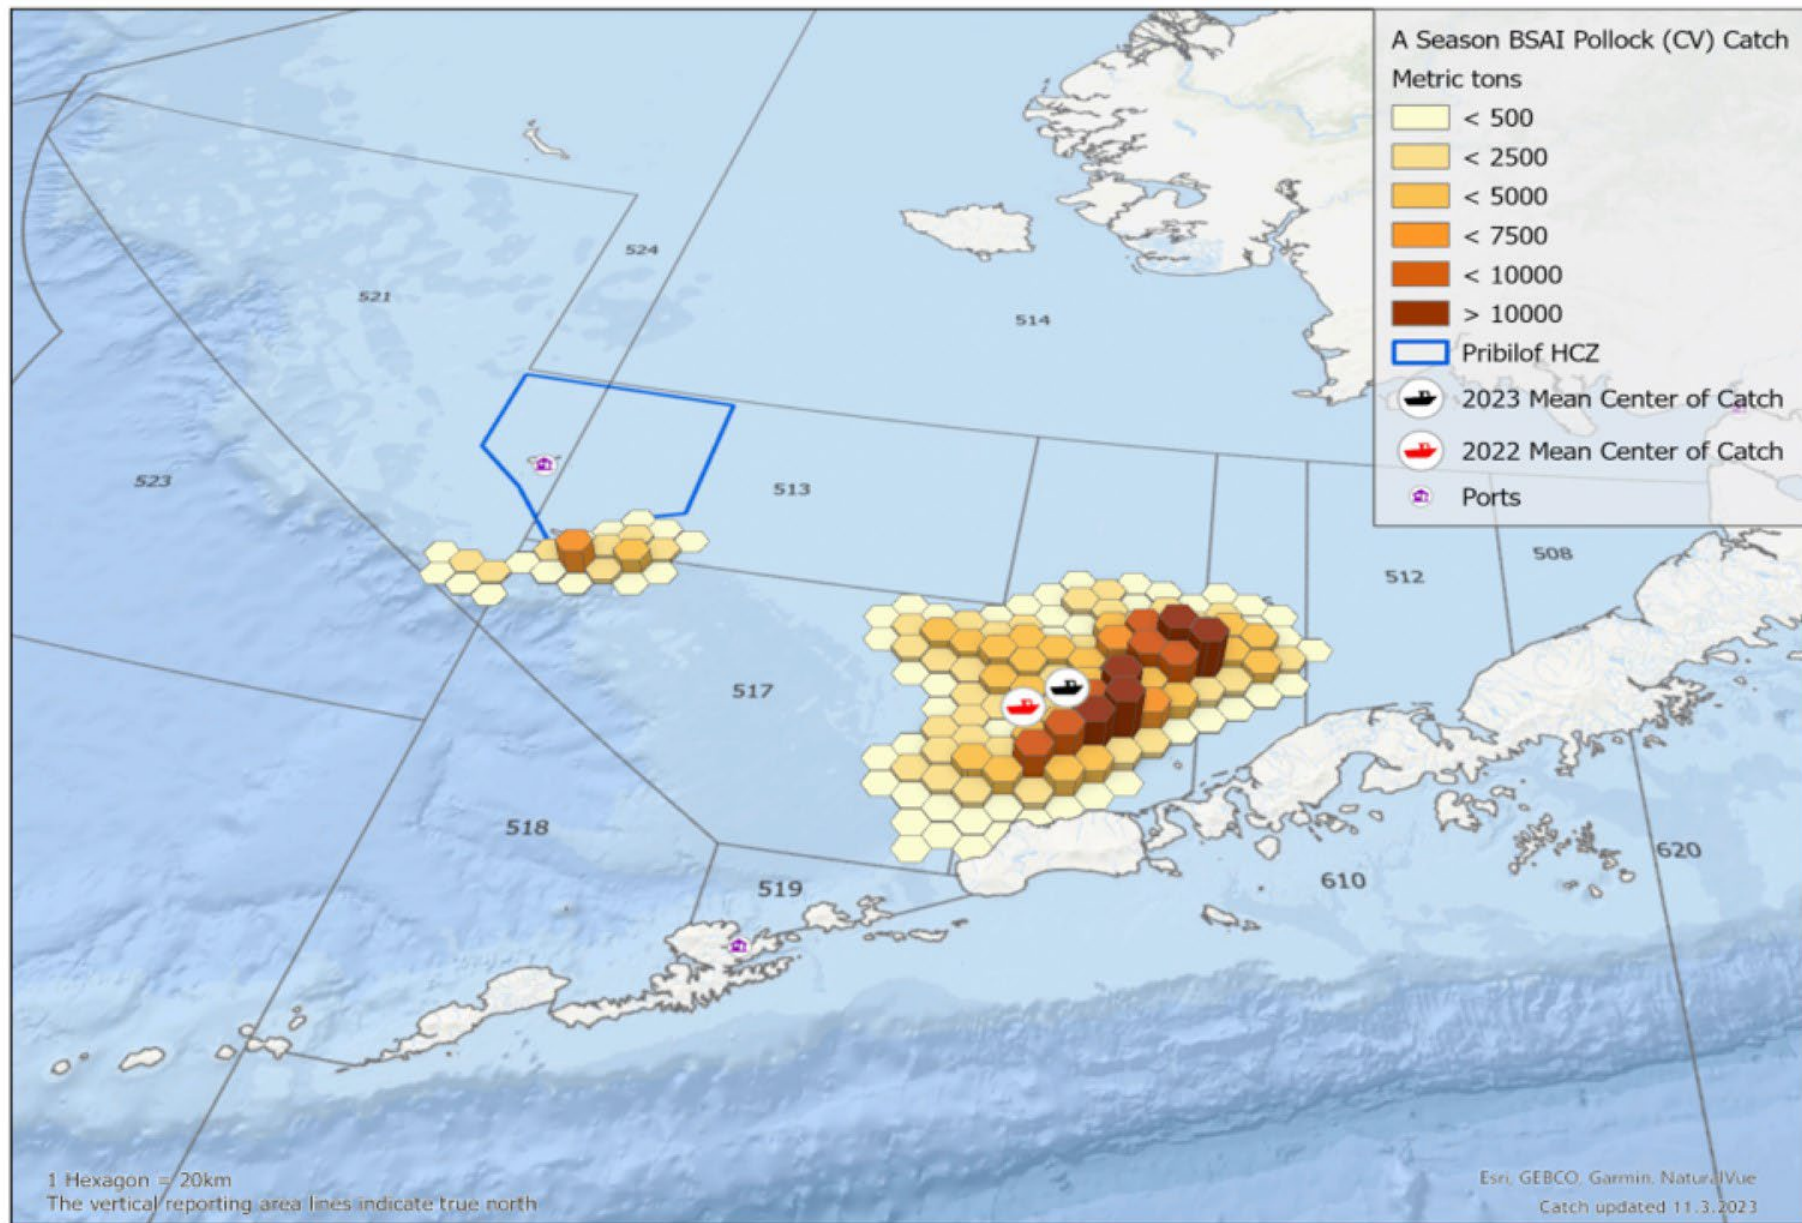 A Season BSAI Pollock (CV) Catch
Metric tons
< 500
< 2500
< 5000
< 7500
< 10000
> 10000
Pribilof HCZ
2023 Mean Center of Catch
2022 Mean Center of Catch
Ports
524
521
514
523
513
508
512
517
518
519
610
620
1 Hexagon = 20km
The vertical reporting area lines indicate true north
Esri, GEBCO, Garmin, NaturalVue
Catch updated 11.3.2023